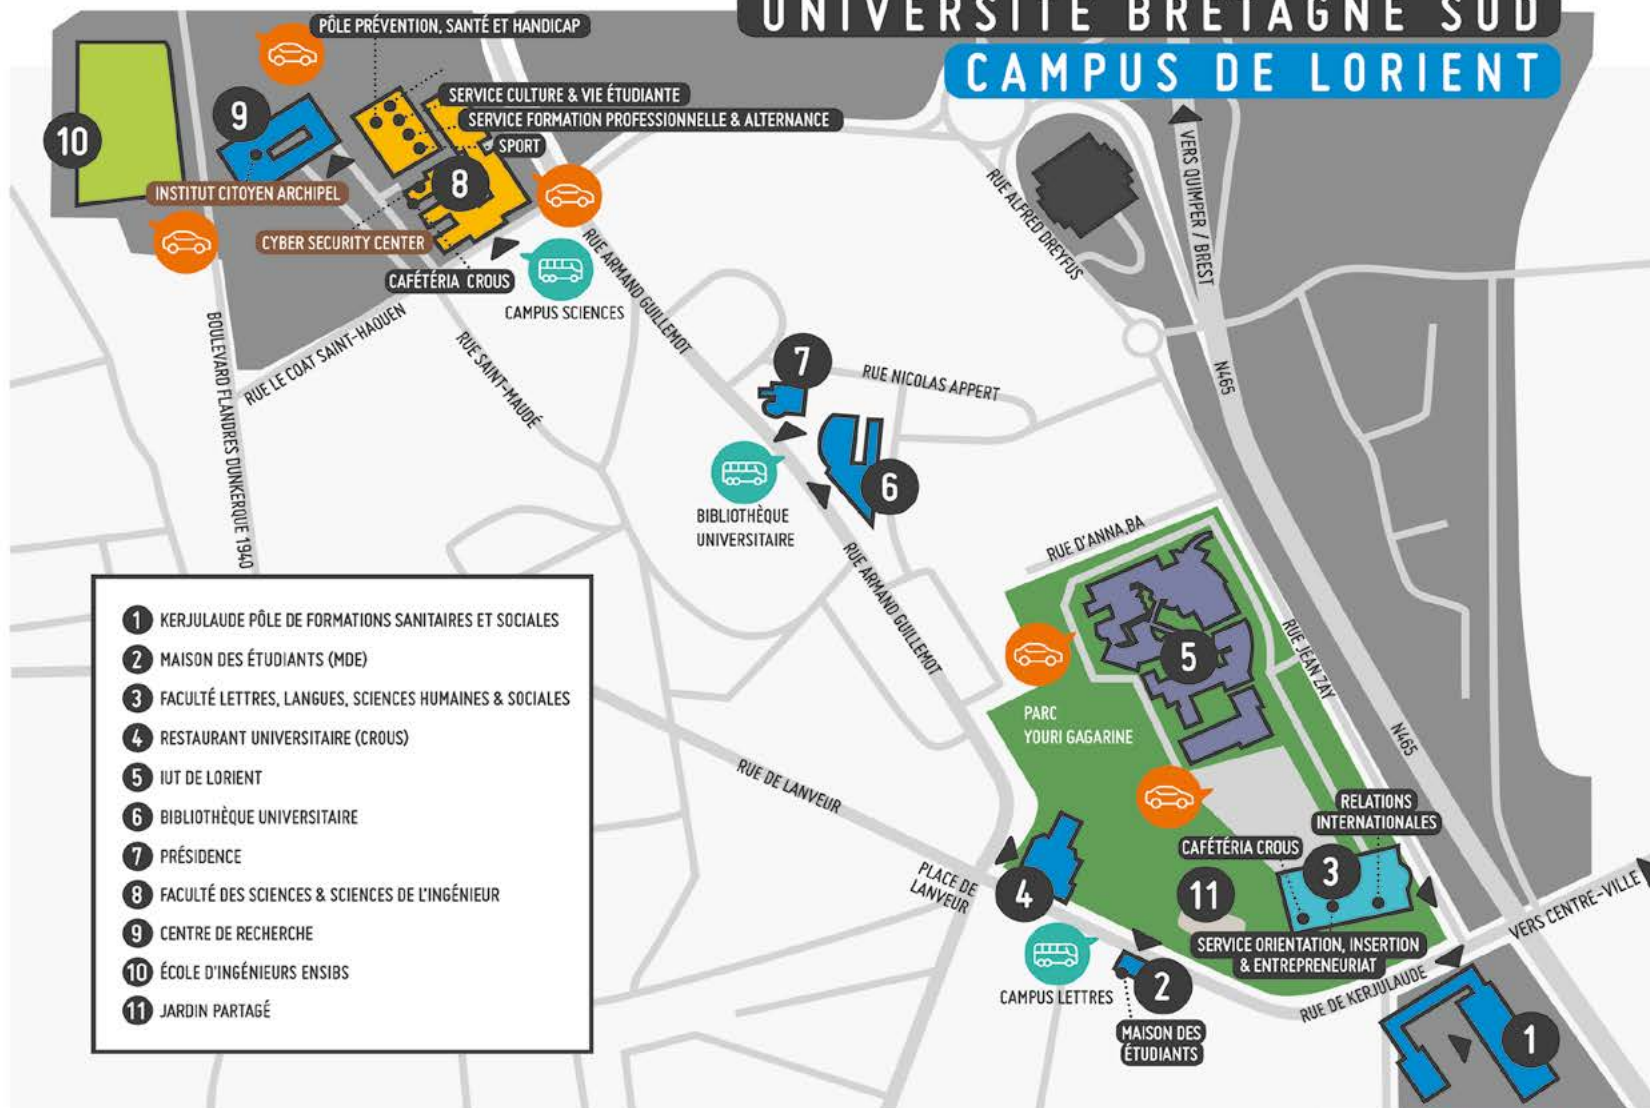 UNIVERSITÉ BRETAGNE SUD
CAMPUS DE LORIENT
PÔLE PRÉVENTION, SANTÉ ET HANDICAP
SERVICE CULTURE & VIE ÉTUDIANTE
SERVICE FORMATION PROFESSIONNELLE & ALTERNANCE
SPORT
10
9
8
INSTITUT CITOYEN ARCHIPEL
CYBER SECURITY CENTER
CAFÉTÉRIA CROUS
CAMPUS SCIENCES
RUE ARMAND GUILLEMOT
RUE ALFRED DREYFUS
VERS QUIMPER / BREST
BOULEVARD FLANDRES DUNKERQUE 1940
RUE LE COAT SAINT-HAOUEN
RUE SAINT-MAUDÉ
7
RUE NICOLAS APPERT
N465
6
BIBLIOTHÈQUE
UNIVERSITAIRE
RUE ARMAND GUILLEMOT
RUE D'ANNA.BA
5
RUE JEAN ZAY
N465
PARC
YOURI GAGARINE
RUE DE LANVEUR
PLACE DE
LANVEUR
4
RELATIONS
INTERNATIONALES
CAFÉTÉRIA CROUS
3
11
SERVICE ORIENTATION, INSERTION
& ENTREPRENEURIAT
VERS CENTRE-VILLE
CAMPUS LETTRES
2
MAISON DES
ÉTUDIANTS
RUE DE KERJULAUDE
1
1 KERJULAUDE PÔLE DE FORMATIONS SANITAIRES ET SOCIALES
2 MAISON DES ÉTUDIANTS (MDE)
3 FACULTÉ LETTRES, LANGUES, SCIENCES HUMAINES & SOCIALES
4 RESTAURANT UNIVERSITAIRE (CROUS)
5 IUT DE LORIENT
6 BIBLIOTHÈQUE UNIVERSITAIRE
7 PRÉSIDENCE
8 FACULTÉ DES SCIENCES & SCIENCES DE L'INGÉNIEUR
9 CENTRE DE RECHERCHE
10 ÉCOLE D'INGÉNIEURS ENSIBS
11 JARDIN PARTAGÉ